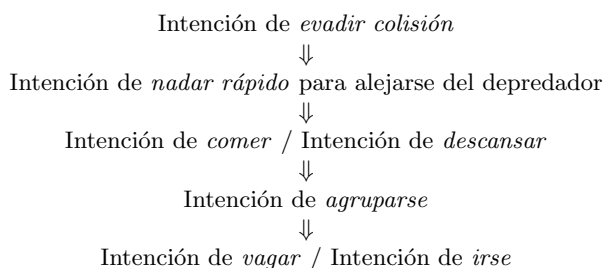 Intención de evadir colisión
⇓
Intención de nadar rápido para alejarse del depredador
⇓
Intención de comer / Intención de descansar
⇓
Intención de agruparse
⇓
Intención de vagar / Intención de irse